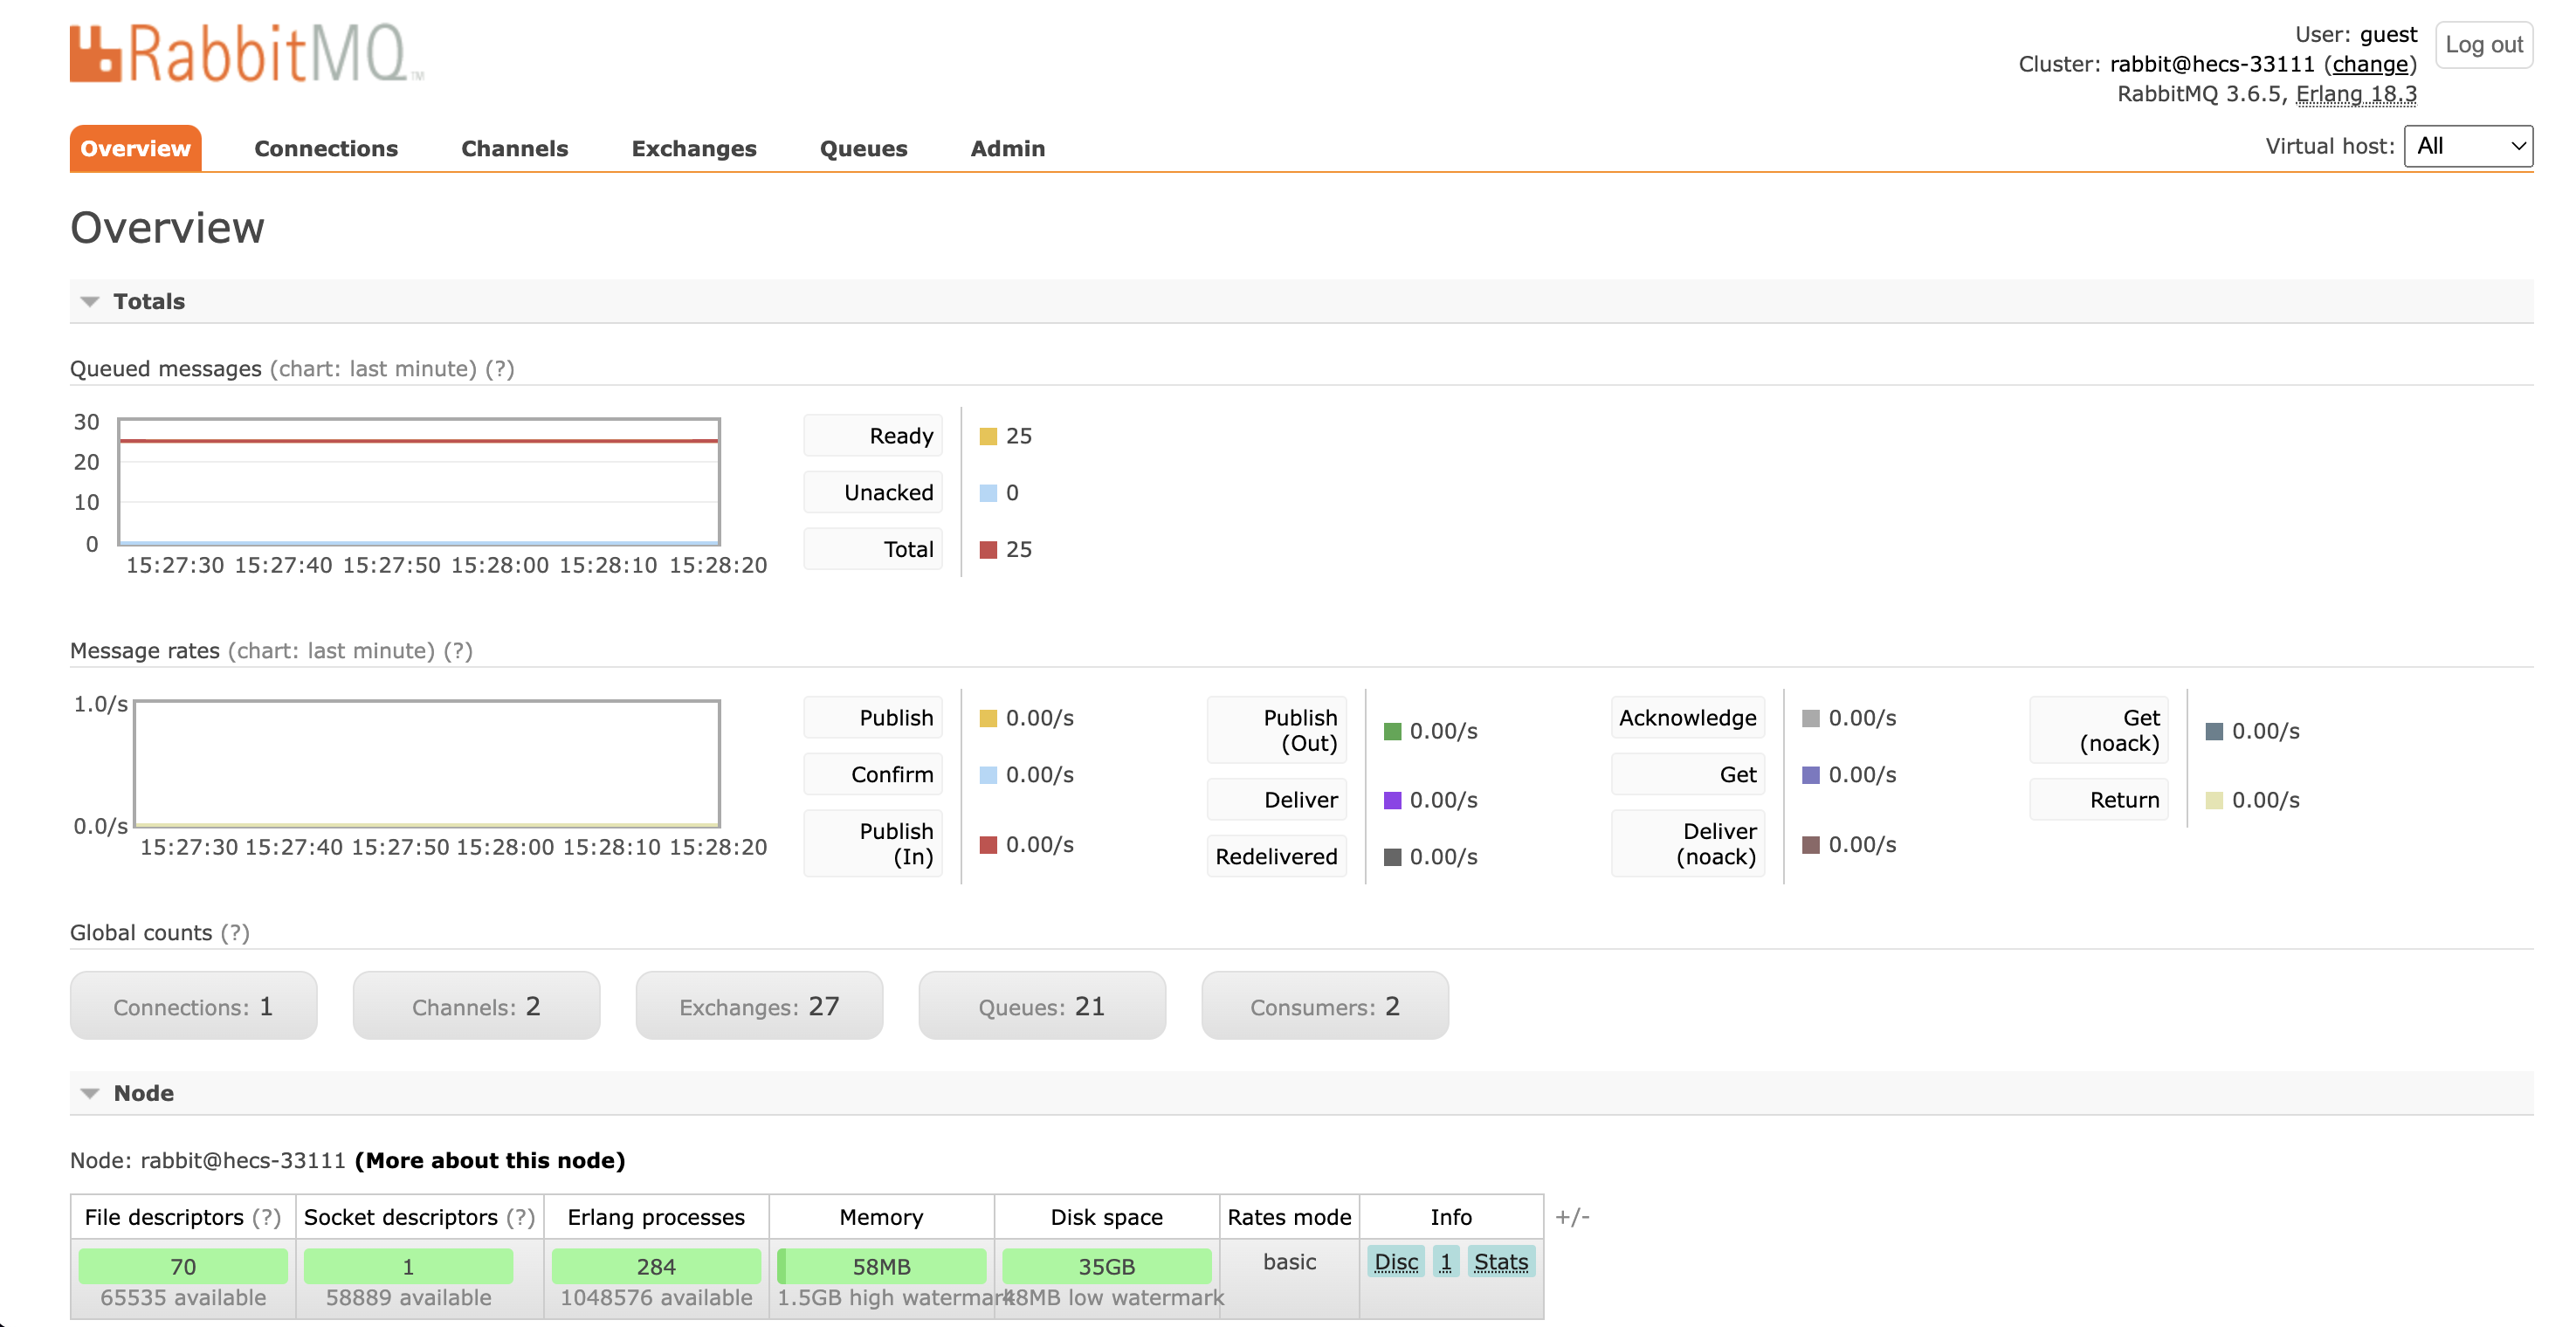 RabbitMQ™
User: guest
Log out
Cluster: rabbit@hecs-33111 (change)
RabbitMQ 3.6.5, Erlang 18.3
Overview Connections Channels Exchanges Queues Admin
Virtual host: All
Overview
Totals
Queued messages (chart: last minute) (?)
30
20
10
0
15:27:30 15:27:40 15:27:50 15:28:00 15:28:10 15:28:20
Ready 25
Unacked 0
Total 25
Message rates (chart: last minute) (?)
1.0/s
0.0/s
15:27:30 15:27:40 15:27:50 15:28:00 15:28:10 15:28:20
Publish 0.00/s
Confirm 0.00/s
Publish
(In) 0.00/s
Publish
(Out) 0.00/s
Deliver 0.00/s
Redelivered 0.00/s
Acknowledge 0.00/s
Get 0.00/s
Deliver
(noack) 0.00/s
Get
(noack) 0.00/s
Return 0.00/s
Global counts (?)
Connections: 1 Channels: 2 Exchanges: 27 Queues: 21 Consumers: 2
Node
Node: rabbit@hecs-33111 (More about this node)
File descriptors (?) Socket descriptors (?) Erlang processes Memory Disk space Rates mode Info +/-
70 1 284 58MB 35GB basic Disc 1 Stats
65535 available 58889 available 1048576 available 1.5GB high watermark 48MB low watermark